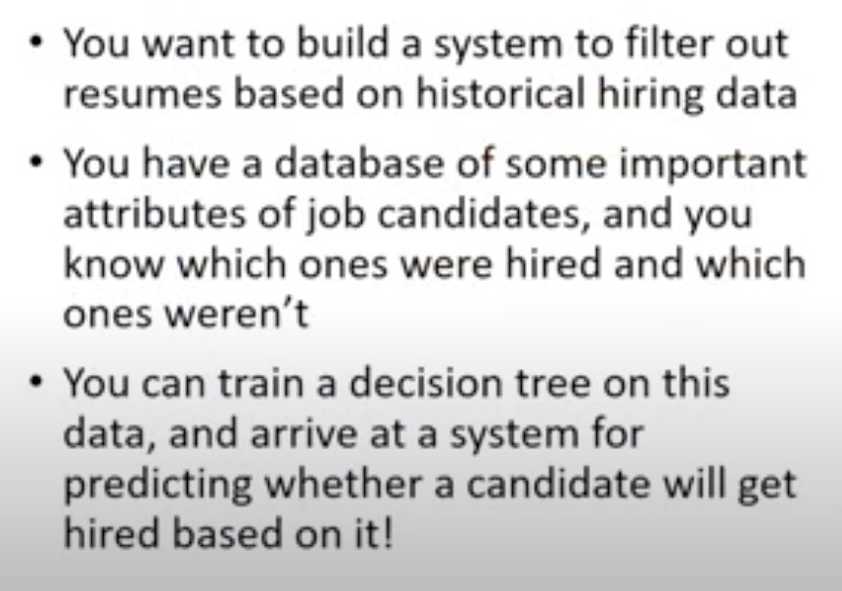 • You want to build a system to filter out
resumes based on historical hiring data
• You have a database of some important
attributes of job candidates, and you
know which ones were hired and which
ones weren’t
• You can train a decision tree on this
data, and arrive at a system for
predicting whether a candidate will get
hired based on it!